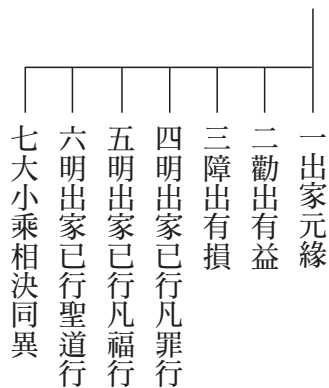 一出家元緣
二勸出有益
三障出有損
四明出家已行凡罪行
五明出家已行凡福行
六明出家已行聖道行
七大小乘相決同異